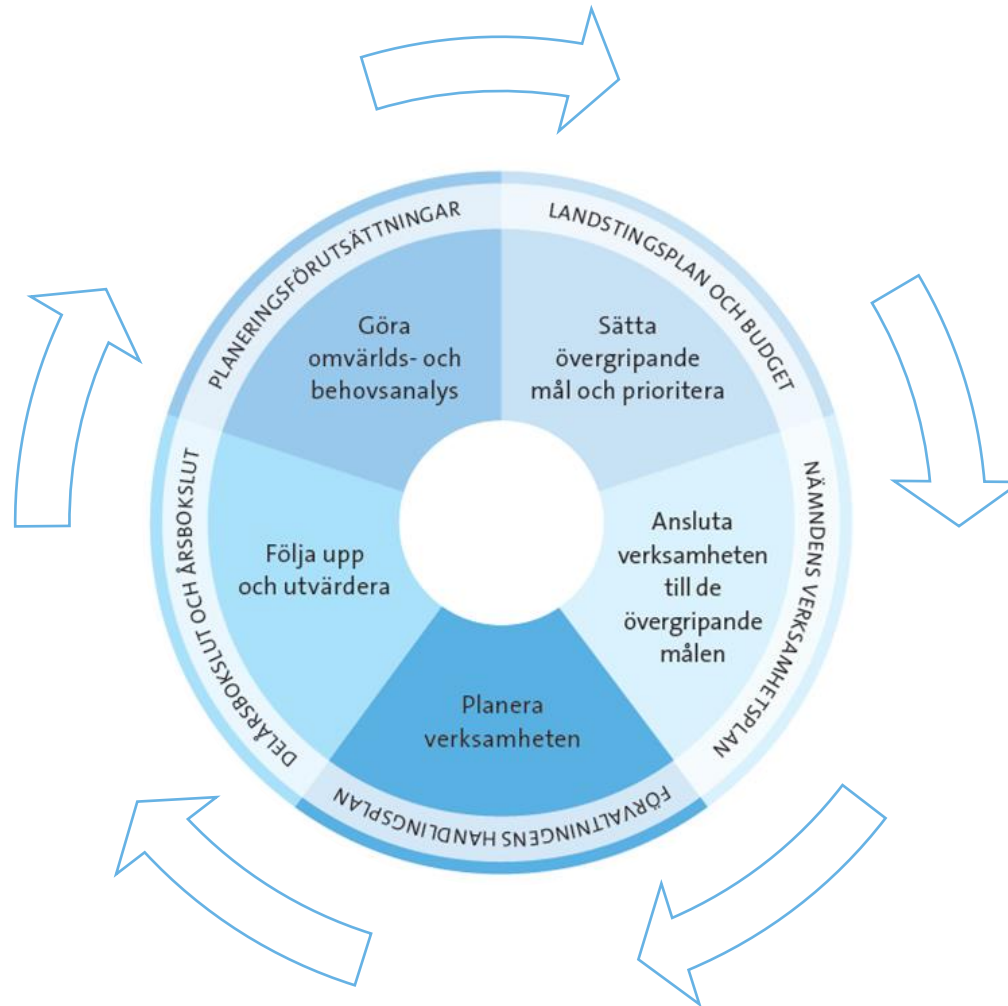 PLANERINGSFÖRUTSÄTTNINGAR
Göra
omvärlds- och
behovsanalys
LANDSTINGSPLAN OCH BUDGET
Sätta
övergripande
mål och prioritera
NÄMNDENS VERKSAMHETSPLAN
Ansluta
verksamheten
till de
övergripande
målen
FÖRVALTNINGENS HANDLINGSPLAN
Planera
verksamheten
DELÅRSBOKSLUT OCH ÅRSBOKSLUT
Följa upp
och utvärdera